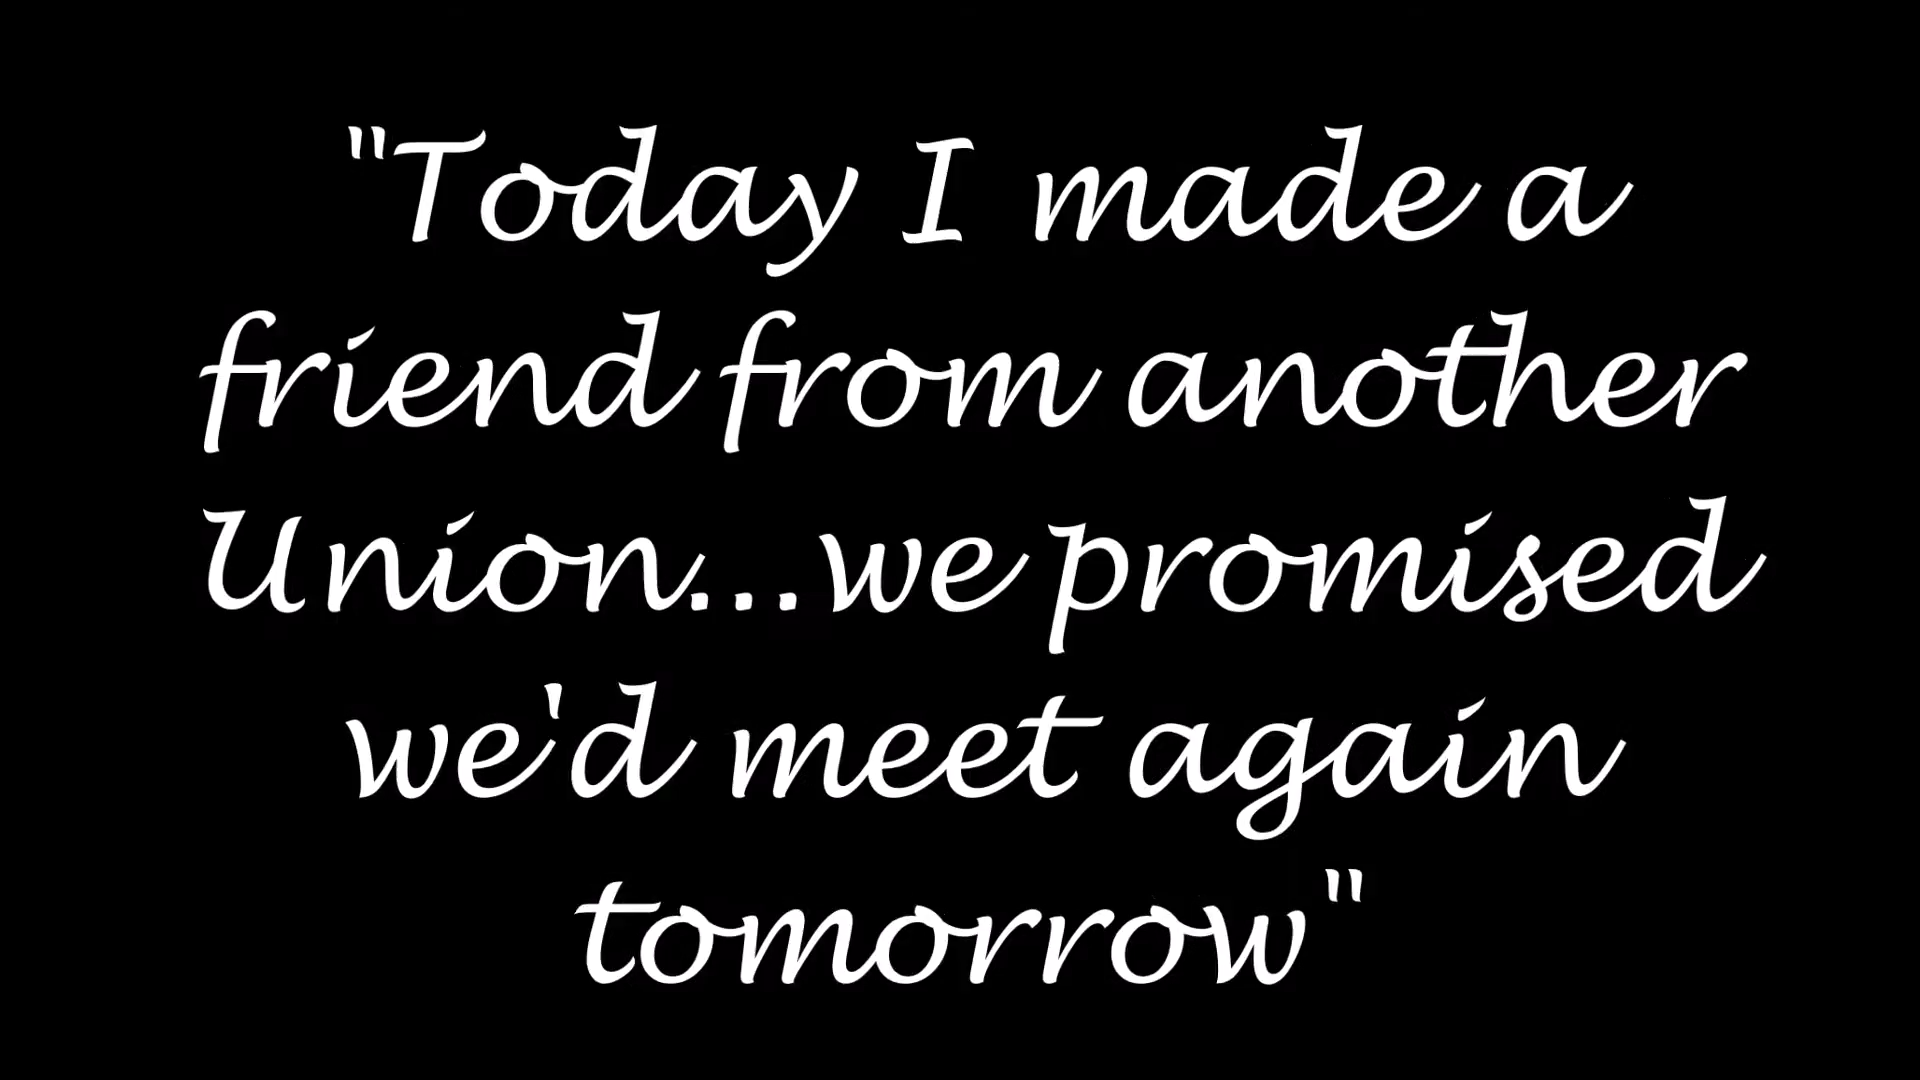 "Today I made a
friend from another
Union...we promised
we'd meet again
tomorrow"